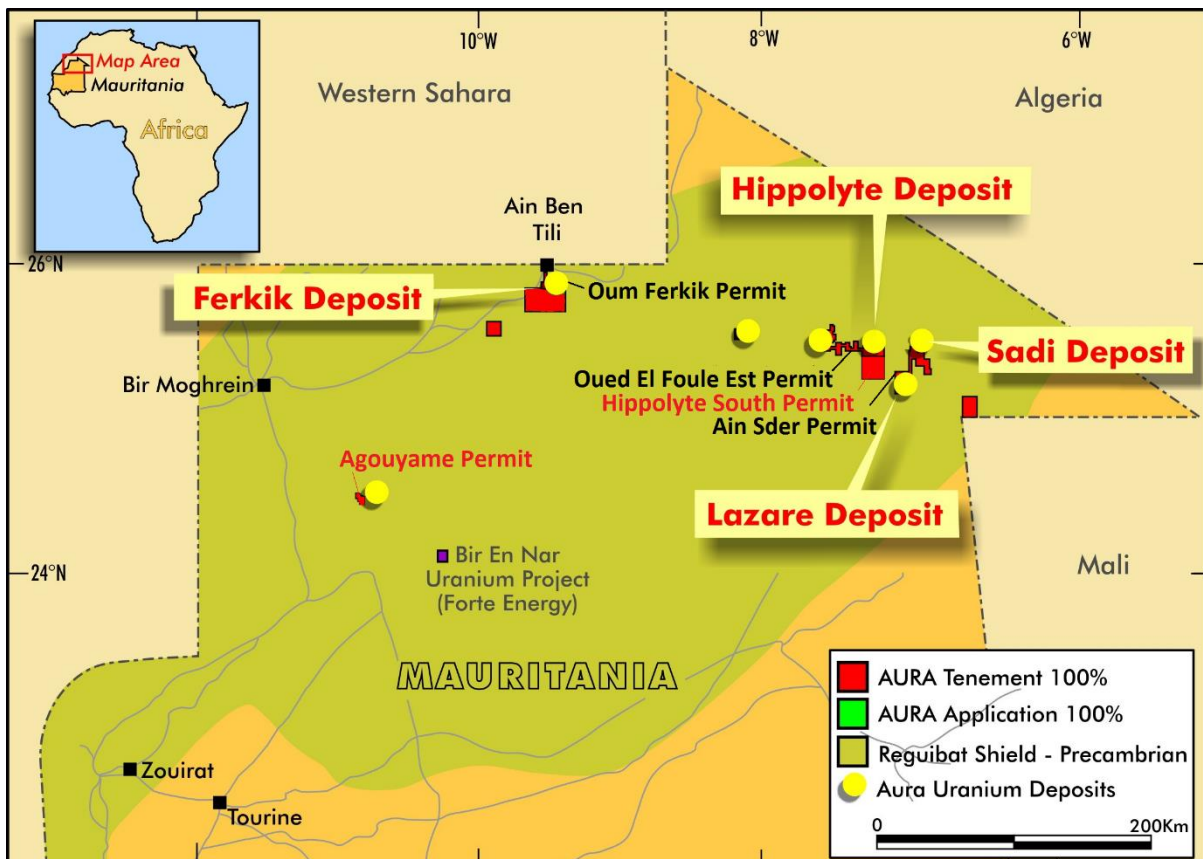 10°W
8°W
6°W
Map Area
Mauritania
Africa
Western Sahara
Algeria
Hippolyte Deposit
Ain Ben
Tili
26°N
Ferkik Deposit
Oum Ferkik Permit
Sadi Deposit
Bir Moghrein
Oued El Foule Est Permit
Hippolyte South Permit
Ain Sder Permit
Agouyame Permit
Lazare Deposit
24°N
Bir En Nar
Uranium Project
(Forte Energy)
Mali
MAURITANIA
AURA Tenement 100%
AURA Application 100%
Reguibat Shield - Precambrian
Aura Uranium Deposits
0
200Km
Zouirat
Tourine